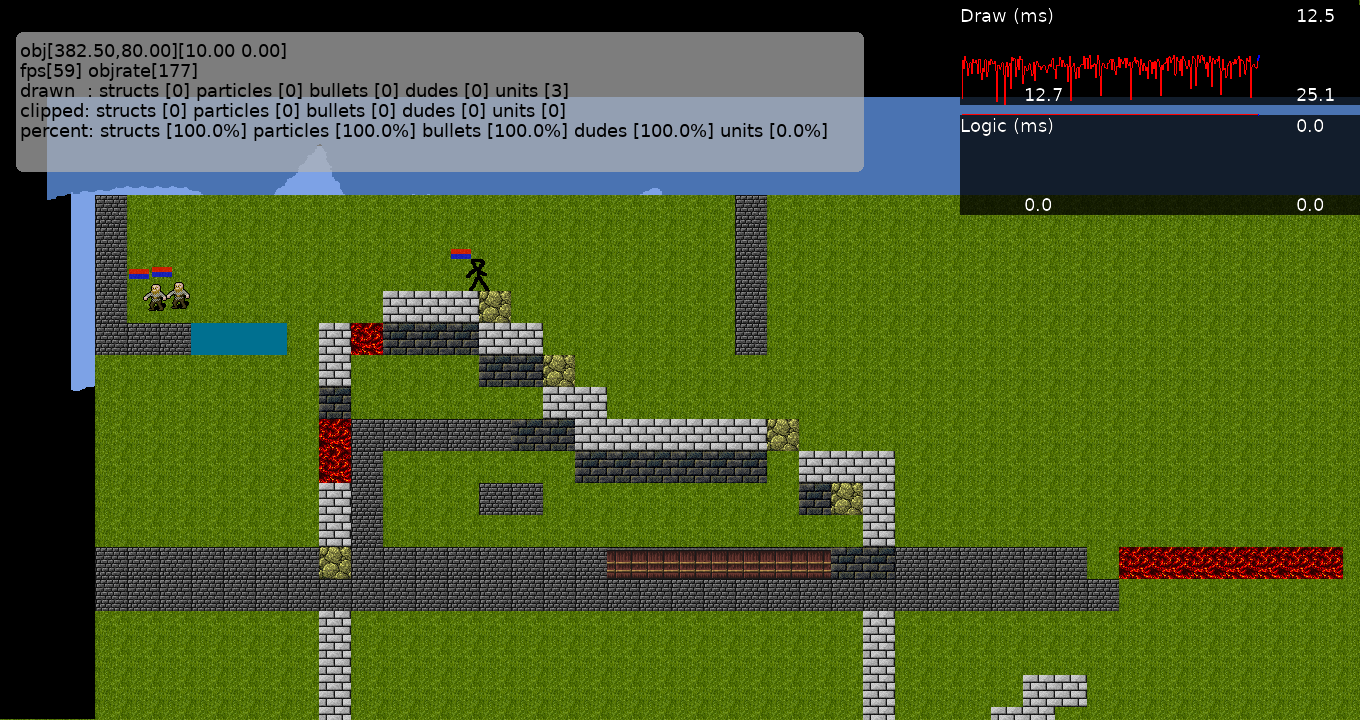 obj[382.50,80.00][10.00 0.00]
fps[59] objrate[177]
drawn  : structs [0] particles [0] bullets [0] dudes [0] units [3]
clipped: structs [0] particles [0] bullets [0] dudes [0] units [0]
percent: structs [100.0%] particles [100.0%] bullets [100.0%] dudes [100.0%] units [0.0%]
Draw (ms) 12.5
12.7 25.1
Logic (ms) 0.0
0.0 0.0